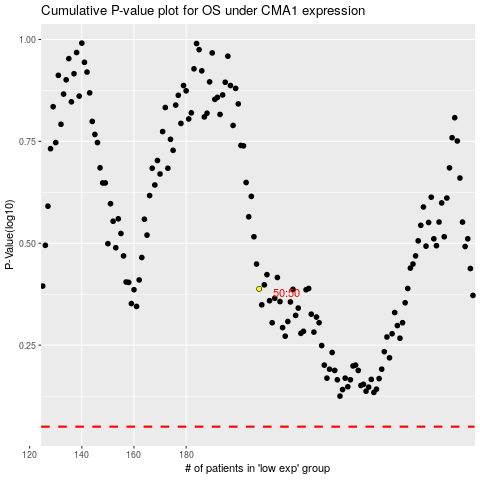 Cumulative P-value plot for OS under CMA1 expression
P-Value(log10)
1.00
0.75
0.50
0.25
50:50
120 140 160 180
# of patients in 'low exp' group